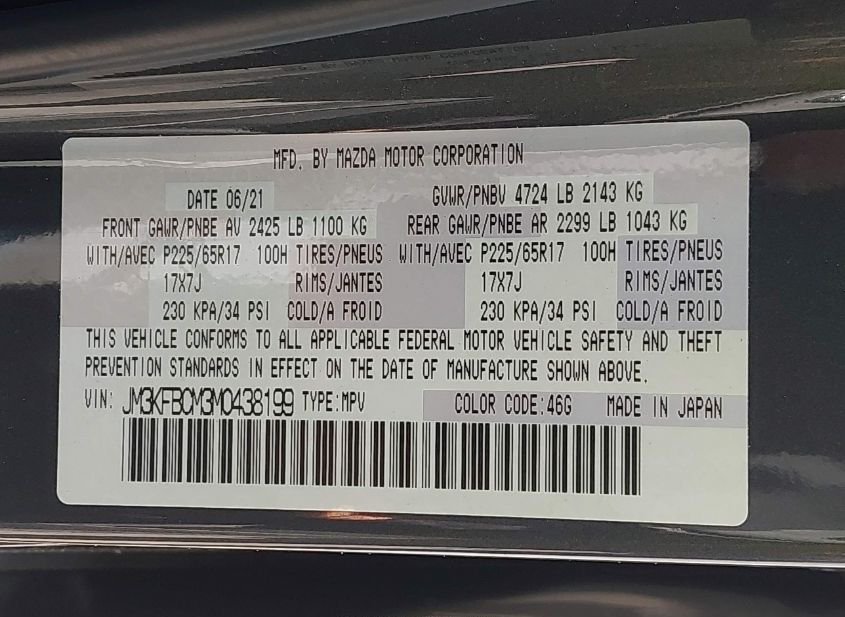 MFD. BY MAZDA MOTOR CORPORATION
DATE 06/21 GVWR/PNBV 4724 LB 2143 KG
FRONT GAWR/PNBE AV 2425 LB 1100 KG REAR GAWR/PNBE AR 2299 LB 1043 KG
WITH/AVEC P225/65R17 100H TIRES/PNEUS WITH/AVEC P225/65R17 100H TIRES/PNEUS
17X7J RIMS/JANTES 17X7J RIMS/JANTES
230 KPA/34 PSI COLD/A FROID 230 KPA/34 PSI COLD/A FROID
THIS VEHICLE CONFORMS TO ALL APPLICABLE FEDERAL MOTOR VEHICLE SAFETY AND THEFT
PREVENTION STANDARDS IN EFFECT ON THE DATE OF MANUFACTURE SHOWN ABOVE.
VIN: JM3KFBCM3M0438199 TYPE:MPV COLOR CODE:46G MADE IN JAPAN